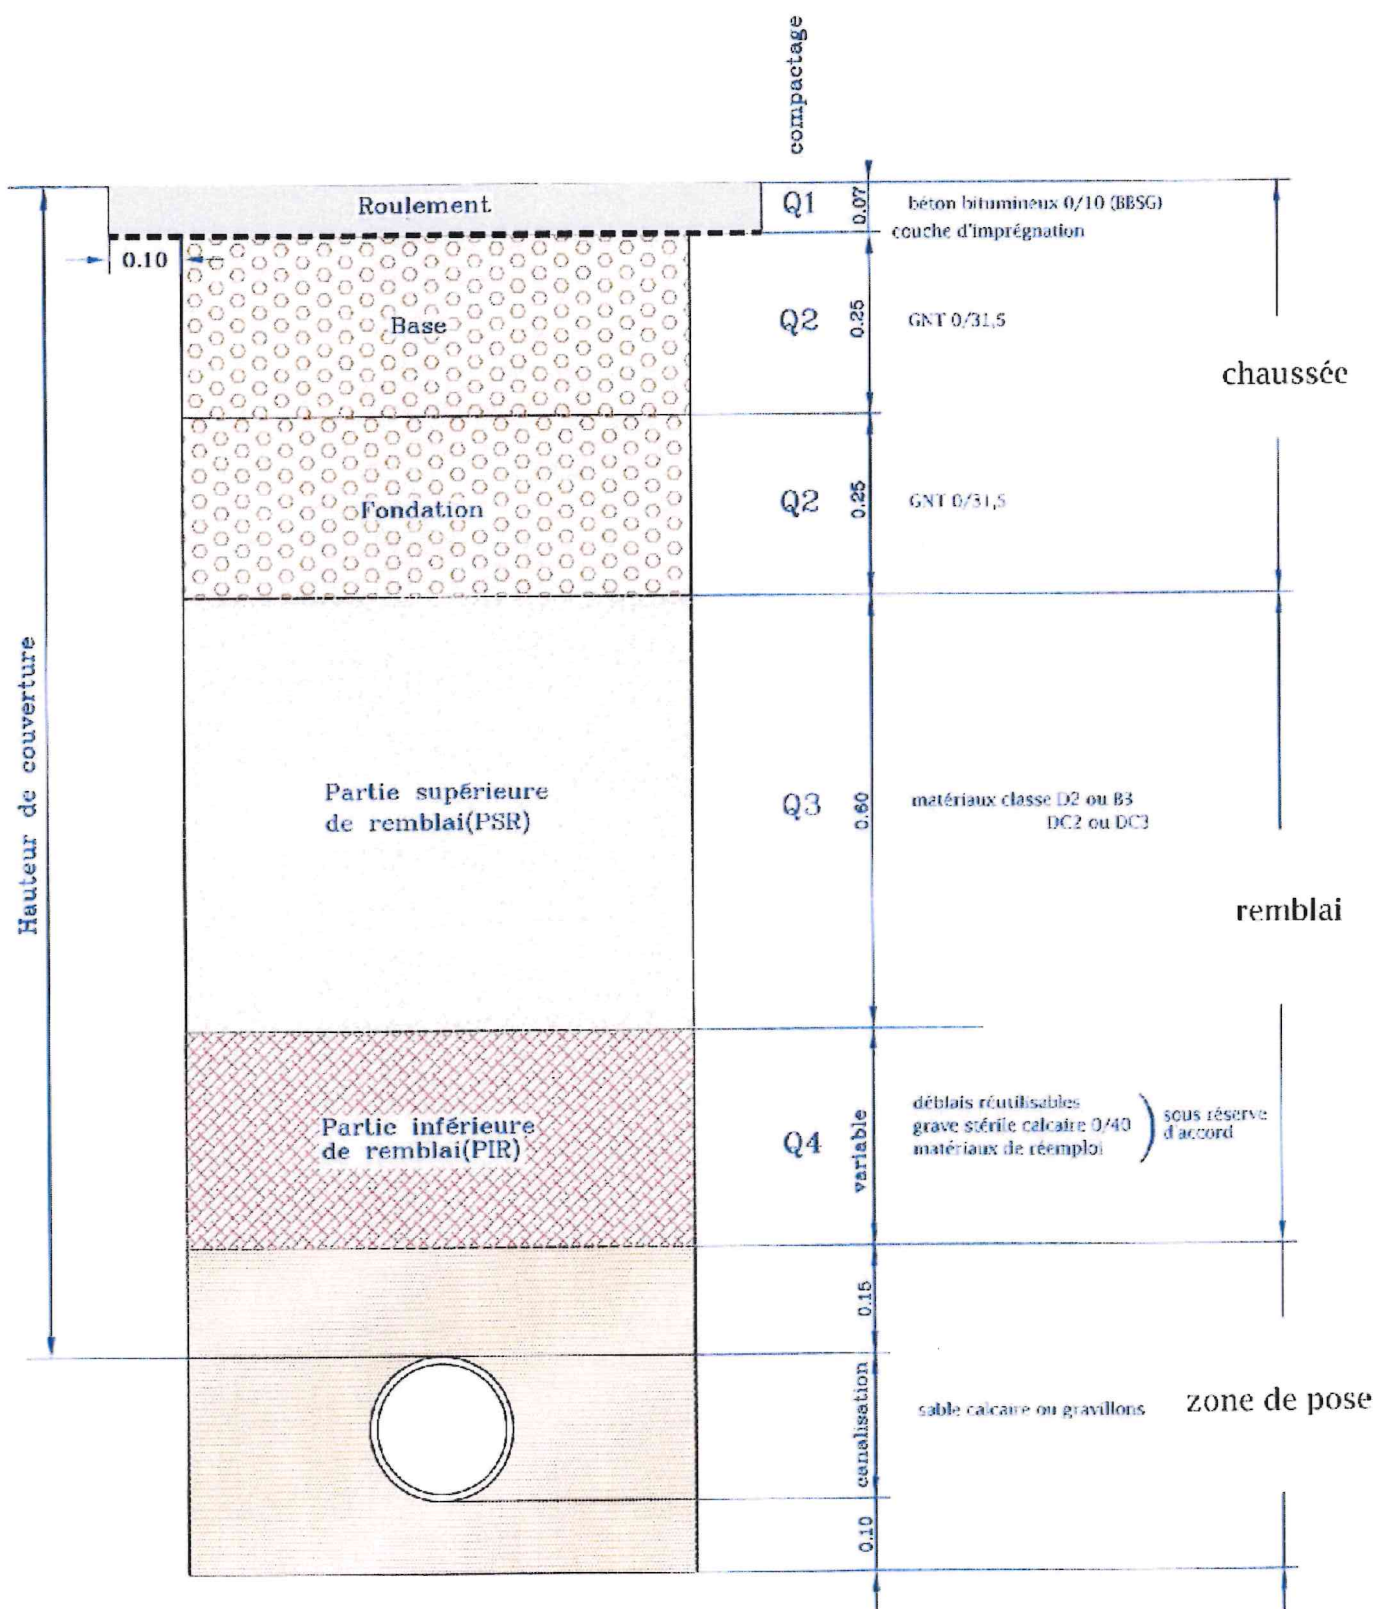 compactage
Roulement
Q1
0.07
béton bitumineux 0/10 (BBSG)
couche d'imprégnation
0.10
Base
Q2
0.25
GNT 0/31,5
chaussée
Fondation
Q2
0.25
GNT 0/31,5
Hauteur de couverture
Partie supérieure
de remblai(PSR)
Q3
0.60
matériaux classe D2 ou B3
DC2 ou DC3
remblai
Partie inférieure
de remblai(PIR)
Q4
variable
déblais réutilisables
grave stérile calcaire 0/40
matériaux de réemploi
sous réserve
d'accord
0.15
canalisation
sable calcaire ou gravillons
zone de pose
0.10